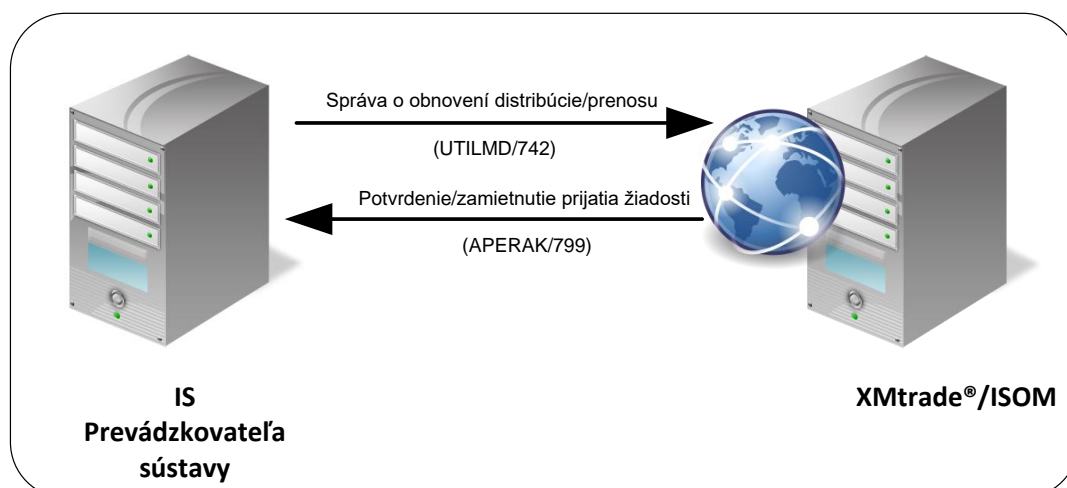 Správa o obnovení distribúcie/prenosu
(UTILMD/742)
Potvrdenie/zamietnutie prijatia žiadosti
(APERAK/799)
IS
Prevádzkovateľa
sústavy
XMtrade®/ISOM